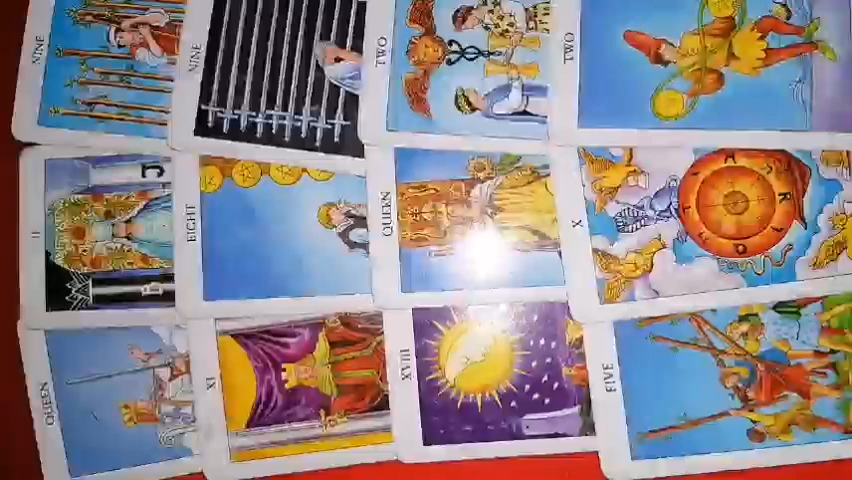 NINE
NINE
TWO
TWO
II
EIGHT
QUEEN
X
QUEEN
XI
XVIII
FIVE